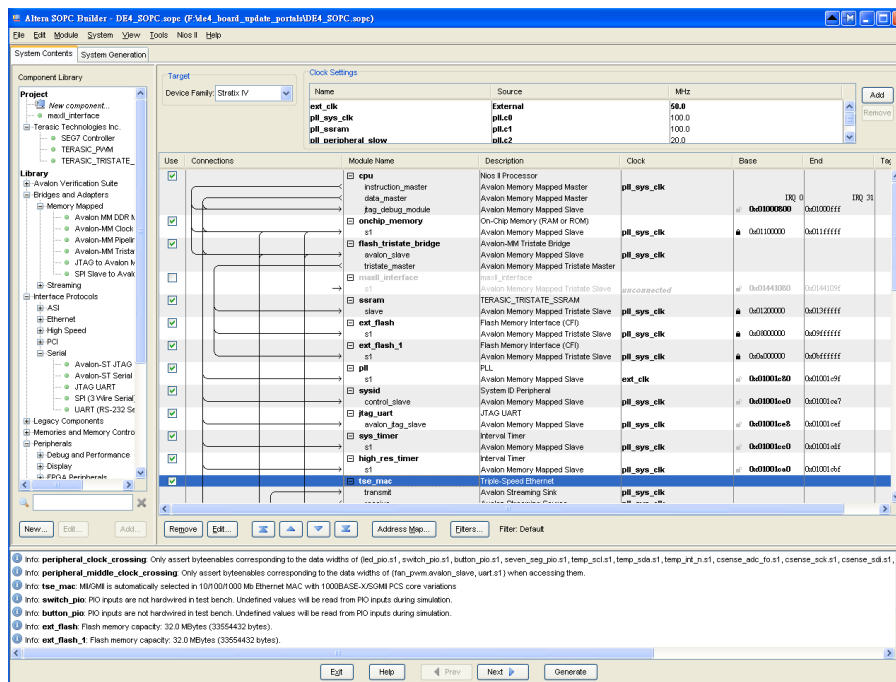 Altera SOPC Builder - DE4_SOPC.sopc (F:\de4_board_update_portals\DE4_SOPC.sopc)
File Edit Module System View Tools Nios II Help
System Contents System Generation
Component Library
Project
New component...
maxII_interface
Terasic Technologies Inc.
SEG7 Controller
TERASIC_PWM
TERASIC_TRISTATE_
Library
Avalon Verification Suite
Bridges and Adapters
Memory Mapped
Avalon MM DDR M
Avalon-MM Clock
Avalon-MM Pipelin
Avalon-MM Trista
JTAG to Avalon M
SPI Slave to Avalo
Streaming
Interface Protocols
ASI
Ethernet
High Speed
PCI
Serial
Avalon-ST JTAG
Avalon-ST Serial
JTAG UART
SPI (3 Wire Serial)
UART (RS-232 Se
Legacy Components
Memories and Memory Contro
Peripherals
Debug and Performance
Display
FPGA Peripherals
New... Edit... Add...
Target
Device Family: Stratix IV
Clock Settings
Name Source MHz
ext_clk External 50.0
pll_sys_clk pll.c0 100.0
pll_ssram pll.c1 100.0
pll_peripheral_slow pll.c2 20.0
Add
Remove
Use Connections Module Name Description Clock Base End Tag
cpu Nios II Processor
instruction_master Avalon Memory Mapped Master pll_sys_clk
data_master Avalon Memory Mapped Master IRQ 0 IRQ 31
jtag_debug_module Avalon Memory Mapped Slave 0x01000800 0x01000fff
onchip_memory On-Chip Memory (RAM or ROM)
s1 Avalon Memory Mapped Slave pll_sys_clk 0x01100000 0x011fffff
flash_tristate_bridge Avalon-MM Tristate Bridge
avalon_slave Avalon Memory Mapped Slave pll_sys_clk
tristate_master Avalon Memory Mapped Tristate Master
maxII_interface maxII_interface
s1 Avalon Memory Mapped Tristate Slave unconnected 0x01441080 0x0144109f
ssram TERASIC_TRISTATE_SSRAM
slave Avalon Memory Mapped Tristate Slave pll_sys_clk 0x01200000 0x013fffff
ext_flash Flash Memory Interface (CFI)
s1 Avalon Memory Mapped Tristate Slave pll_sys_clk 0x08000000 0x09ffffff
ext_flash_1 Flash Memory Interface (CFI)
s1 Avalon Memory Mapped Tristate Slave pll_sys_clk 0x0a000000 0x0bffffff
pll PLL
s1 Avalon Memory Mapped Slave ext_clk 0x01001c80 0x01001c9f
sysid System ID Peripheral
control_slave Avalon Memory Mapped Slave pll_sys_clk 0x01001ce0 0x01001ce7
jtag_uart JTAG UART
avalon_jtag_slave Avalon Memory Mapped Slave pll_sys_clk 0x01001ce8 0x01001cef
sys_timer Interval Timer
s1 Avalon Memory Mapped Slave pll_sys_clk 0x01001cc0 0x01001cdf
high_res_timer Interval Timer
s1 Avalon Memory Mapped Slave pll_sys_clk 0x01001ca0 0x01001cbf
tse_mac Triple-Speed Ethernet
transmit Avalon Streaming Sink pll_sys_clk
Remove Edit... Address Map... Filters... Filter: Default
Info: peripheral_clock_crossing: Only assert byteenables corresponding to the data widths of {led_pio.s1, switch_pio.s1, button_pio.s1, seven_seg_pio.s1, temp_scl.s1, temp_sda.s1, temp_int_n.s1, csense_adc_fo.s1, csense_sck.s1, csense_sdi.s1,
Info: peripheral_middle_clock_crossing: Only assert byteenables corresponding to the data widths of {fan_pwm.avalon_slave, uart.s1} when accessing them.
Info: tse_mac: MII/GMII is automatically selected in 10/100/1000 Mb Ethernet MAC with 1000BASE-X/SGMII PCS core variations
Info: switch_pio: PIO inputs are not hardwired in test bench. Undefined values will be read from PIO inputs during simulation.
Info: button_pio: PIO inputs are not hardwired in test bench. Undefined values will be read from PIO inputs during simulation.
Info: ext_flash: Flash memory capacity: 32.0 MBytes (33554432 bytes).
Info: ext_flash_1: Flash memory capacity: 32.0 MBytes (33554432 bytes).
Exit Help Prev Next Generate